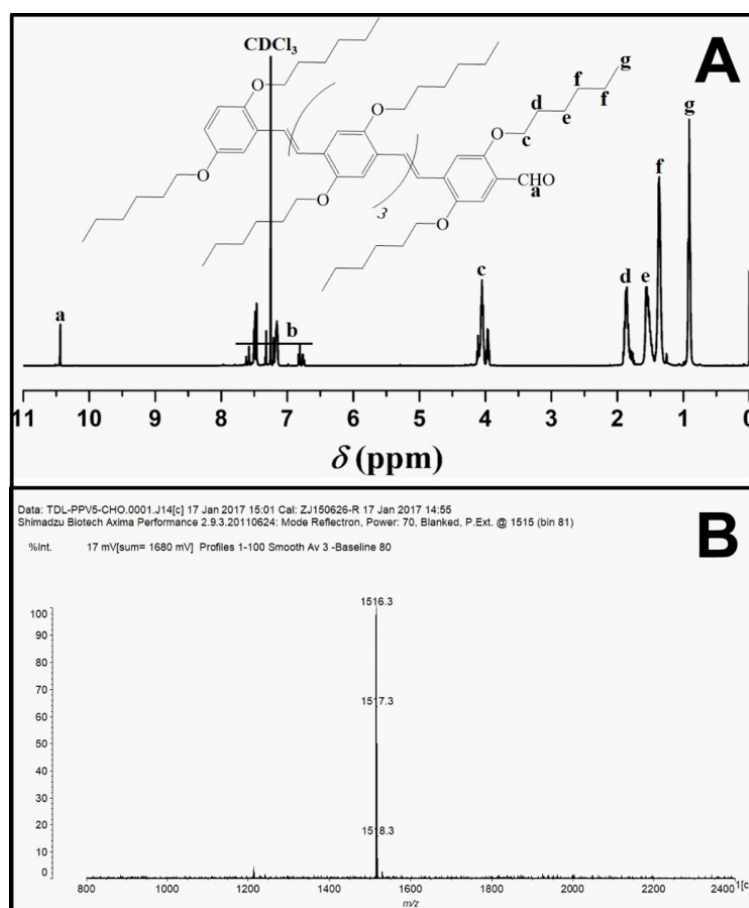 A
CDCl3
g
f
f
d
e
c
g
O
O
O
f
O
O
CHO
a
3
O
c
d
e
a
b
11 10 9 8 7 6 5 4 3 2 1 0
δ (ppm)
B
Data: TDL-PPV5-CHO.0001.J14[c] 17 Jan 2017 15:01 Cal: ZJ150626-R 17 Jan 2017 14:55
Shimadzu Biotech Axima Performance 2.9.3.20110624: Mode Reflectron, Power: 70, Blanked, P.Ext. @ 1515 (bin 81)
%Int. 17 mV[sum= 1680 mV] Profiles 1-100 Smooth Av 3 -Baseline 80
1516.3
100
90
80
70
1517.3
60
50
40
30
20
1518.3
10
0
800 1000 1200 1400 1600 1800 2000 2200 2400
m/z